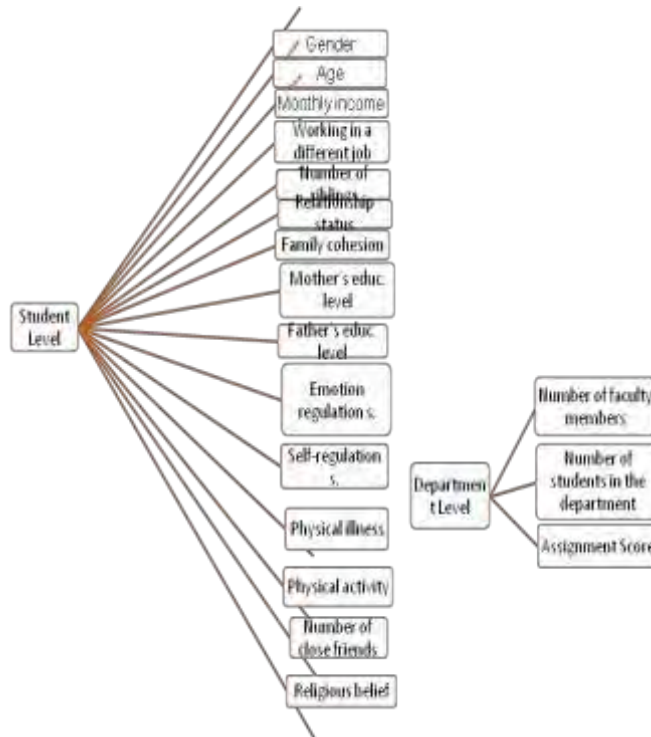 Gender
Age
Monthly income
Working in a
different job
Number of
siblings
Relationship
status
Family cohesion
Mother's educ.
level
Student
Level
Father's educ.
level
Emotion
regulation s.
Self-regulation
s.
Physical illness
Physical activity
Number of
close friends
Religious belief
Departmen
t Level
Number of faculty
members
Number of
students in the
department
Assignment Score